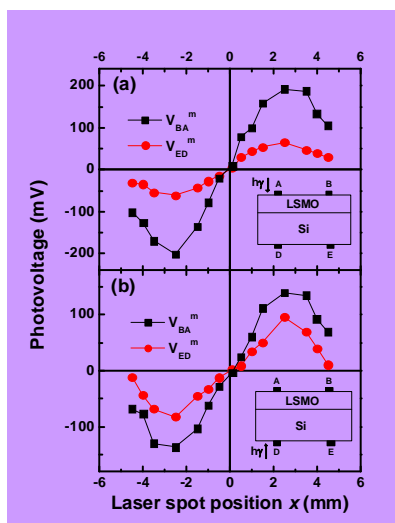 -6 -4 -2 0 2 4 6
(a)
200
100
0
-100
-200
V_BA^m
V_ED^m
hγ
A B
LSMO
Si
D E
Photovoltage (mV)
(b)
100
0
-100
V_BA^m
V_ED^m
A B
LSMO
Si
hγ
D E
-6 -4 -2 0 2 4 6
Laser spot position x (mm)